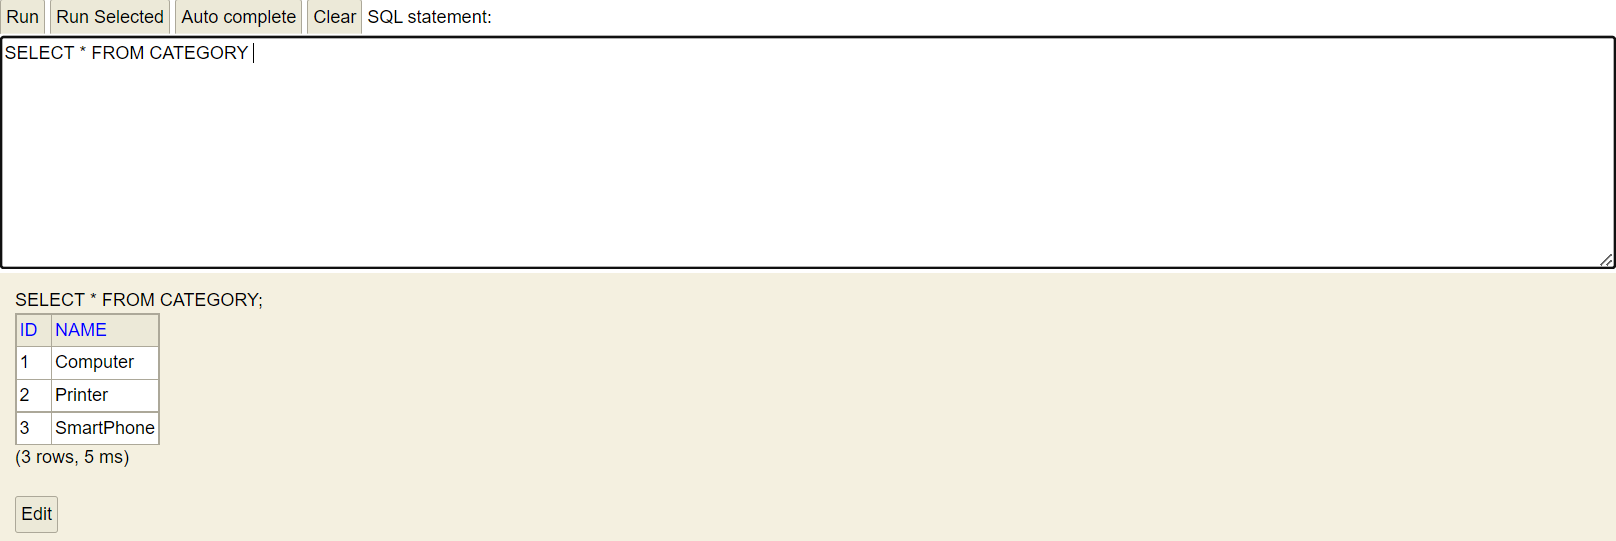 Run Run Selected Auto complete Clear SQL statement:
SELECT * FROM CATEGORY
SELECT * FROM CATEGORY;
ID NAME
1 Computer
2 Printer
3 SmartPhone
(3 rows, 5 ms)
Edit